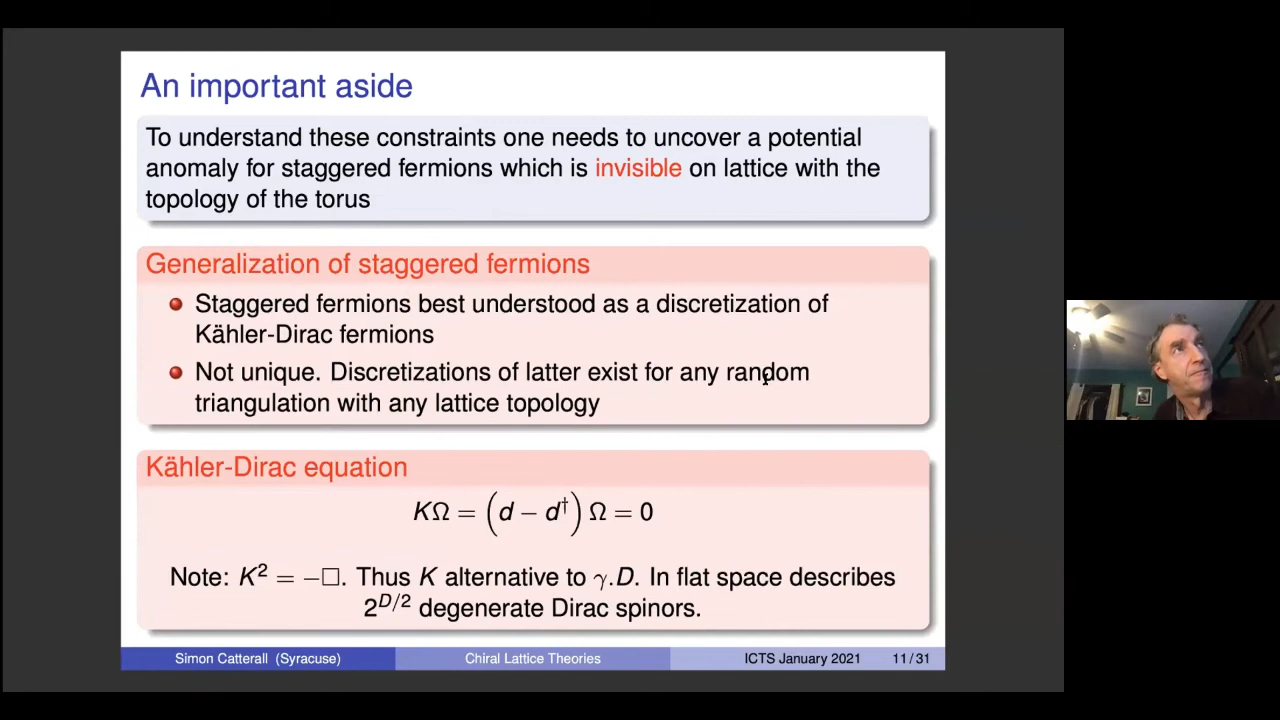 An important aside
To understand these constraints one needs to uncover a potential
anomaly for staggered fermions which is invisible on lattice with the
topology of the torus
Generalization of staggered fermions
Staggered fermions best understood as a discretization of
Kähler-Dirac fermions
Not unique. Discretizations of latter exist for any random
triangulation with any lattice topology
Kähler-Dirac equation
KΩ = (d − d†) Ω = 0
Note: K² = −□. Thus K alternative to γ.D. In flat space describes
2^{D/2} degenerate Dirac spinors.
Simon Catterall (Syracuse) Chiral Lattice Theories ICTS January 2021 11/31